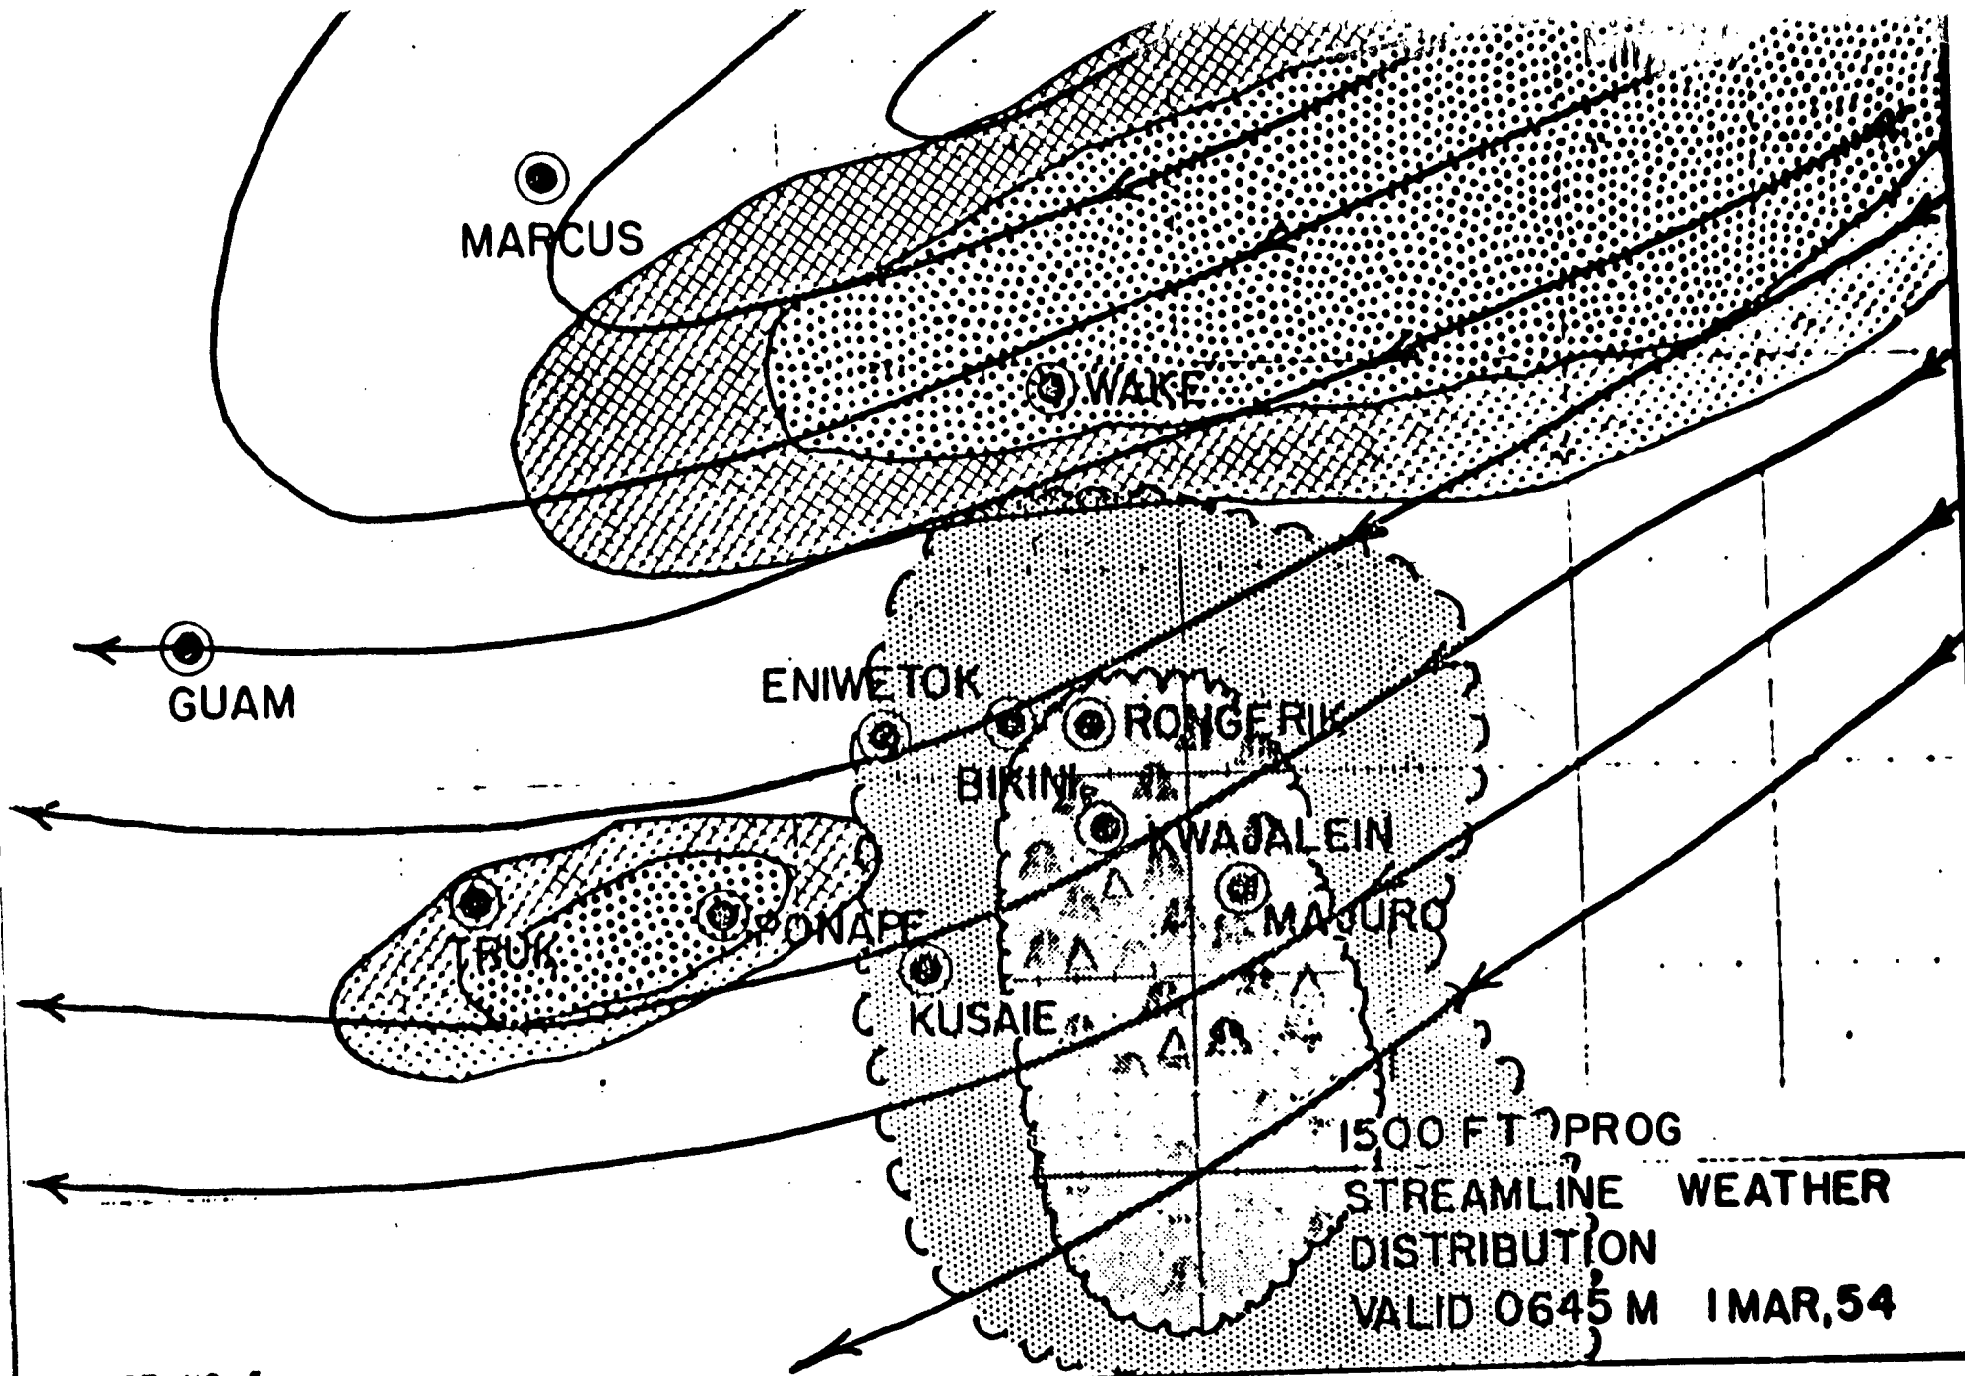 MARCUS
WAKE
GUAM
ENIWETOK
RONGERIK
BIKINI
KWAJALEIN
MAJURO
TRUK
PONAPE
KUSAIE
1500 FT PROG
STREAMLINE WEATHER
DISTRIBUTION
VALID 0645 M 1 MAR, 54